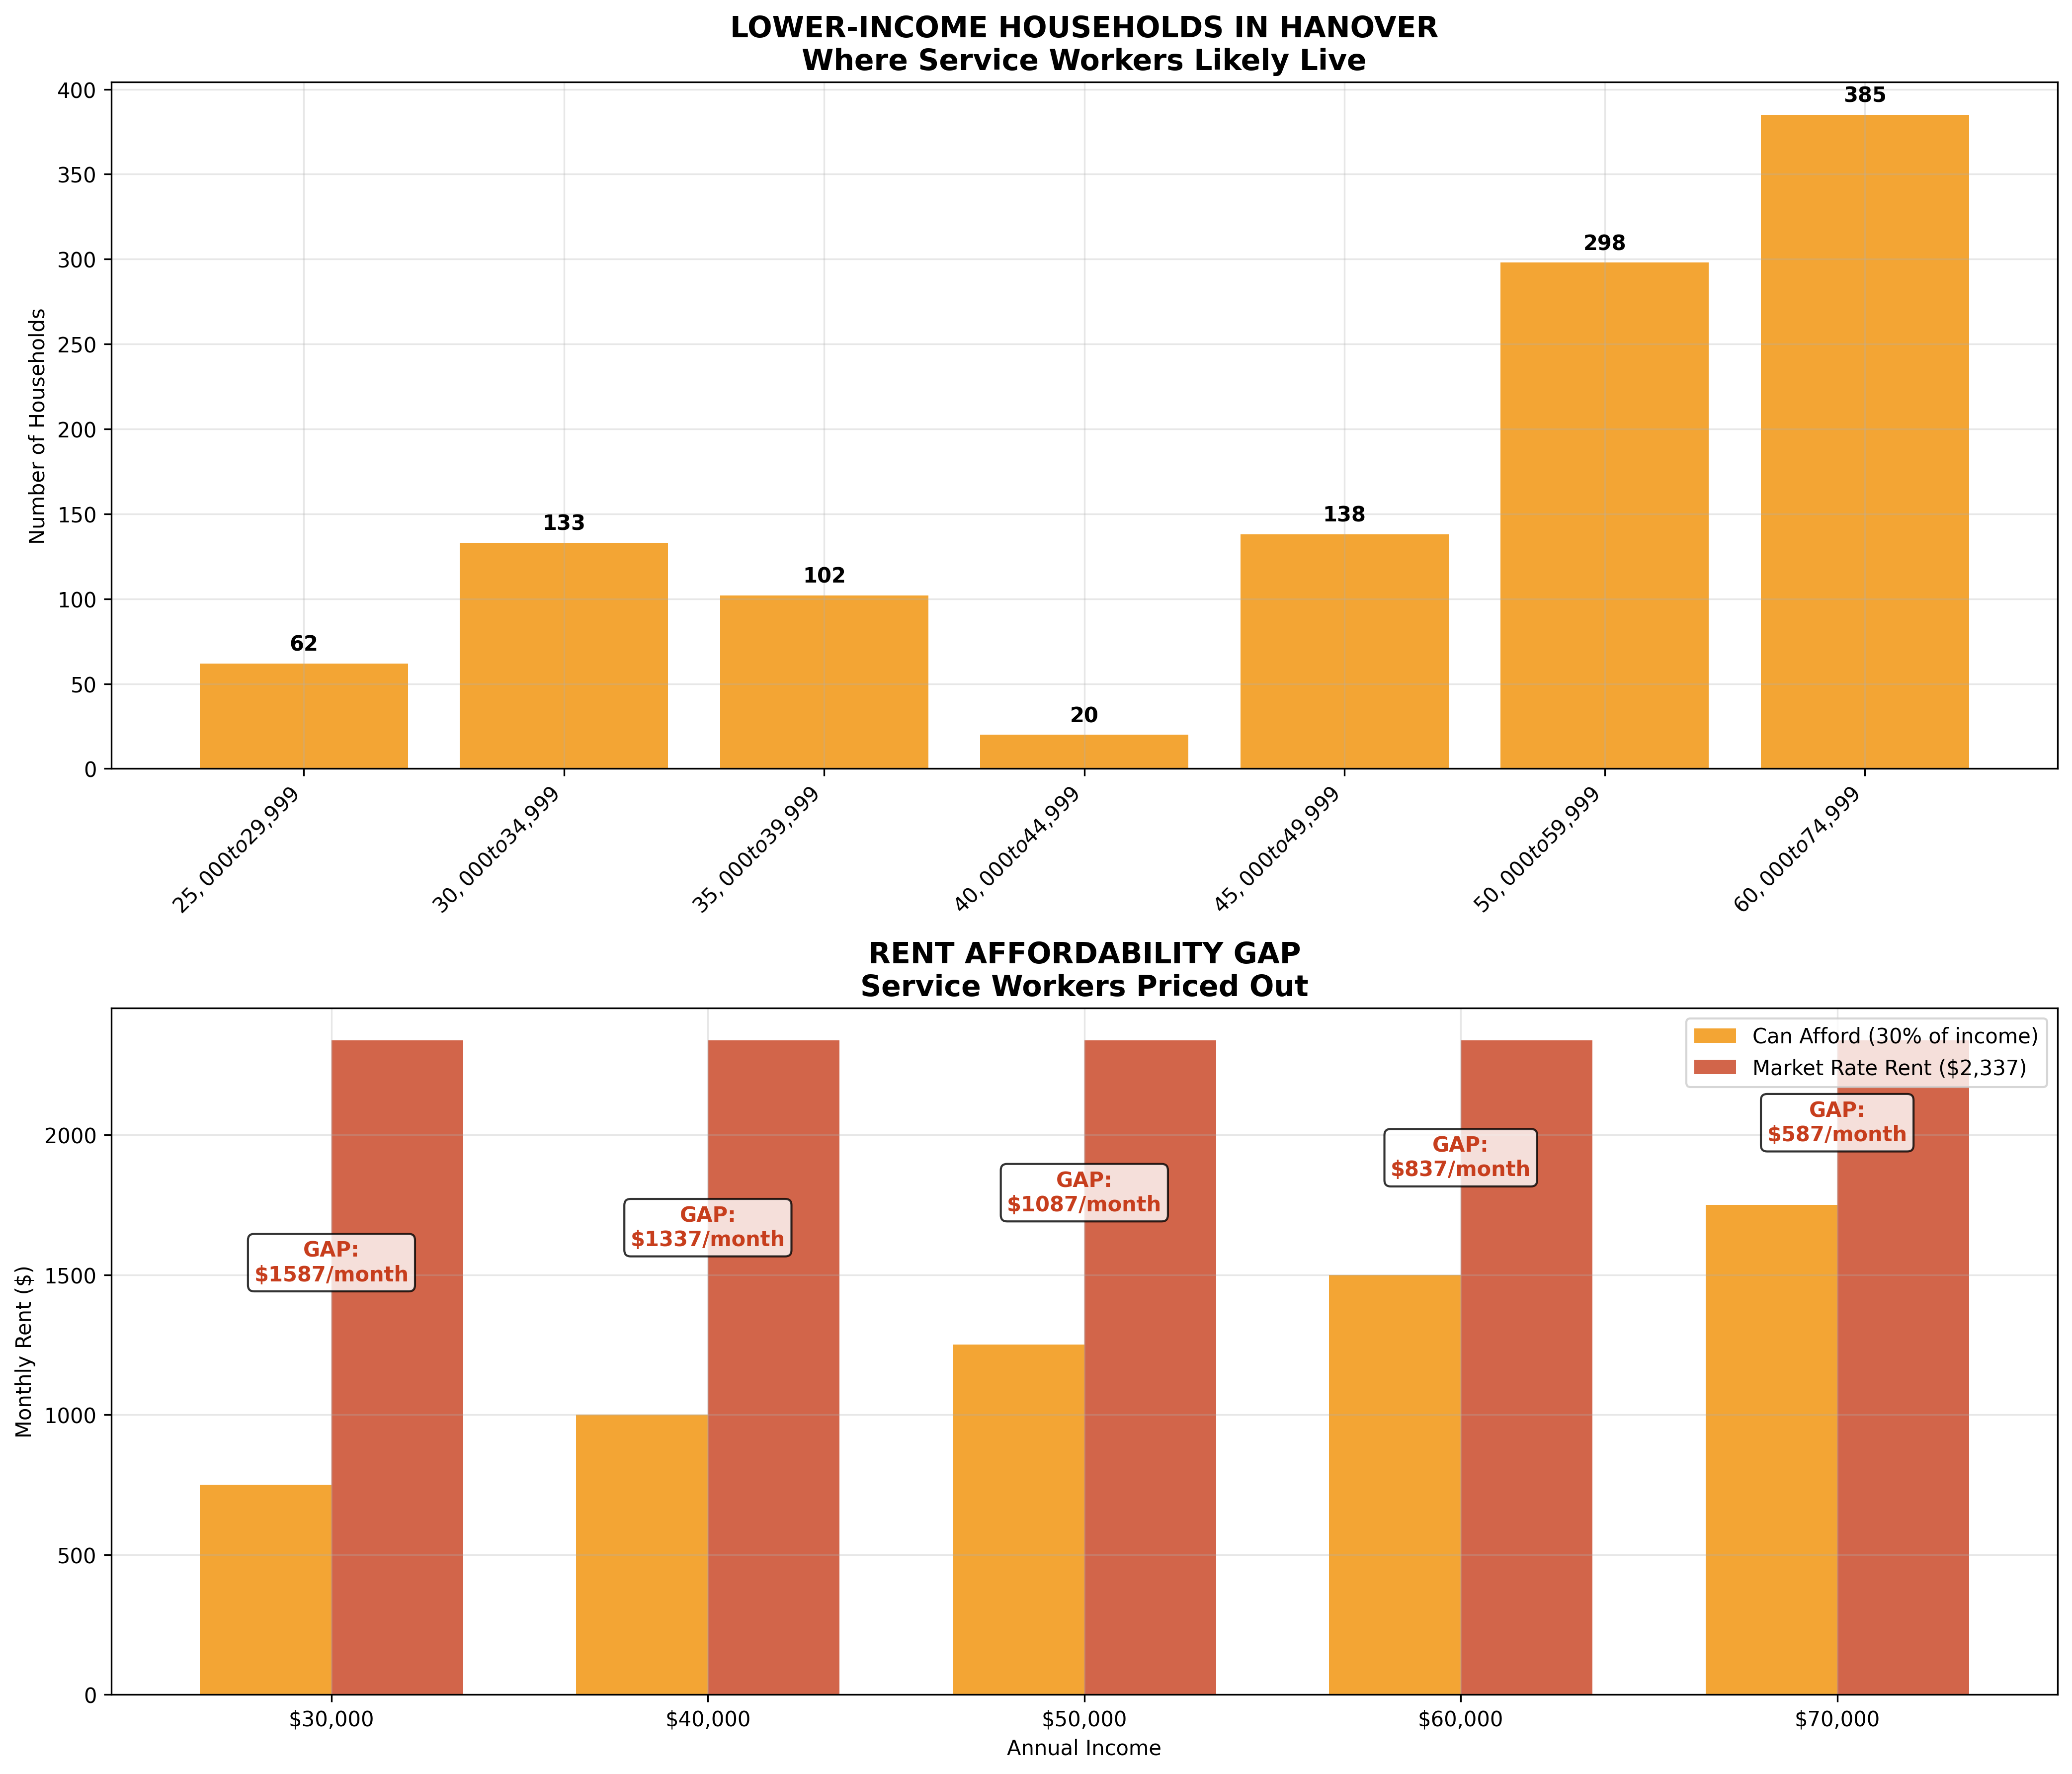 LOWER-INCOME HOUSEHOLDS IN HANOVER
Where Service Workers Likely Live
Number of Households
400
350
300
250
200
150
100
50
0
62
133
102
20
138
298
385
25,000to29,999
30,000to34,999
35,000to39,999
40,000to44,999
45,000to49,999
50,000to59,999
60,000to74,999
RENT AFFORDABILITY GAP
Service Workers Priced Out
Monthly Rent ($)
2000
1500
1000
500
0
Can Afford (30% of income)
Market Rate Rent ($2,337)
GAP:
$1587/month
GAP:
$1337/month
GAP:
$1087/month
GAP:
$837/month
GAP:
$587/month
$30,000
$40,000
$50,000
$60,000
$70,000
Annual Income